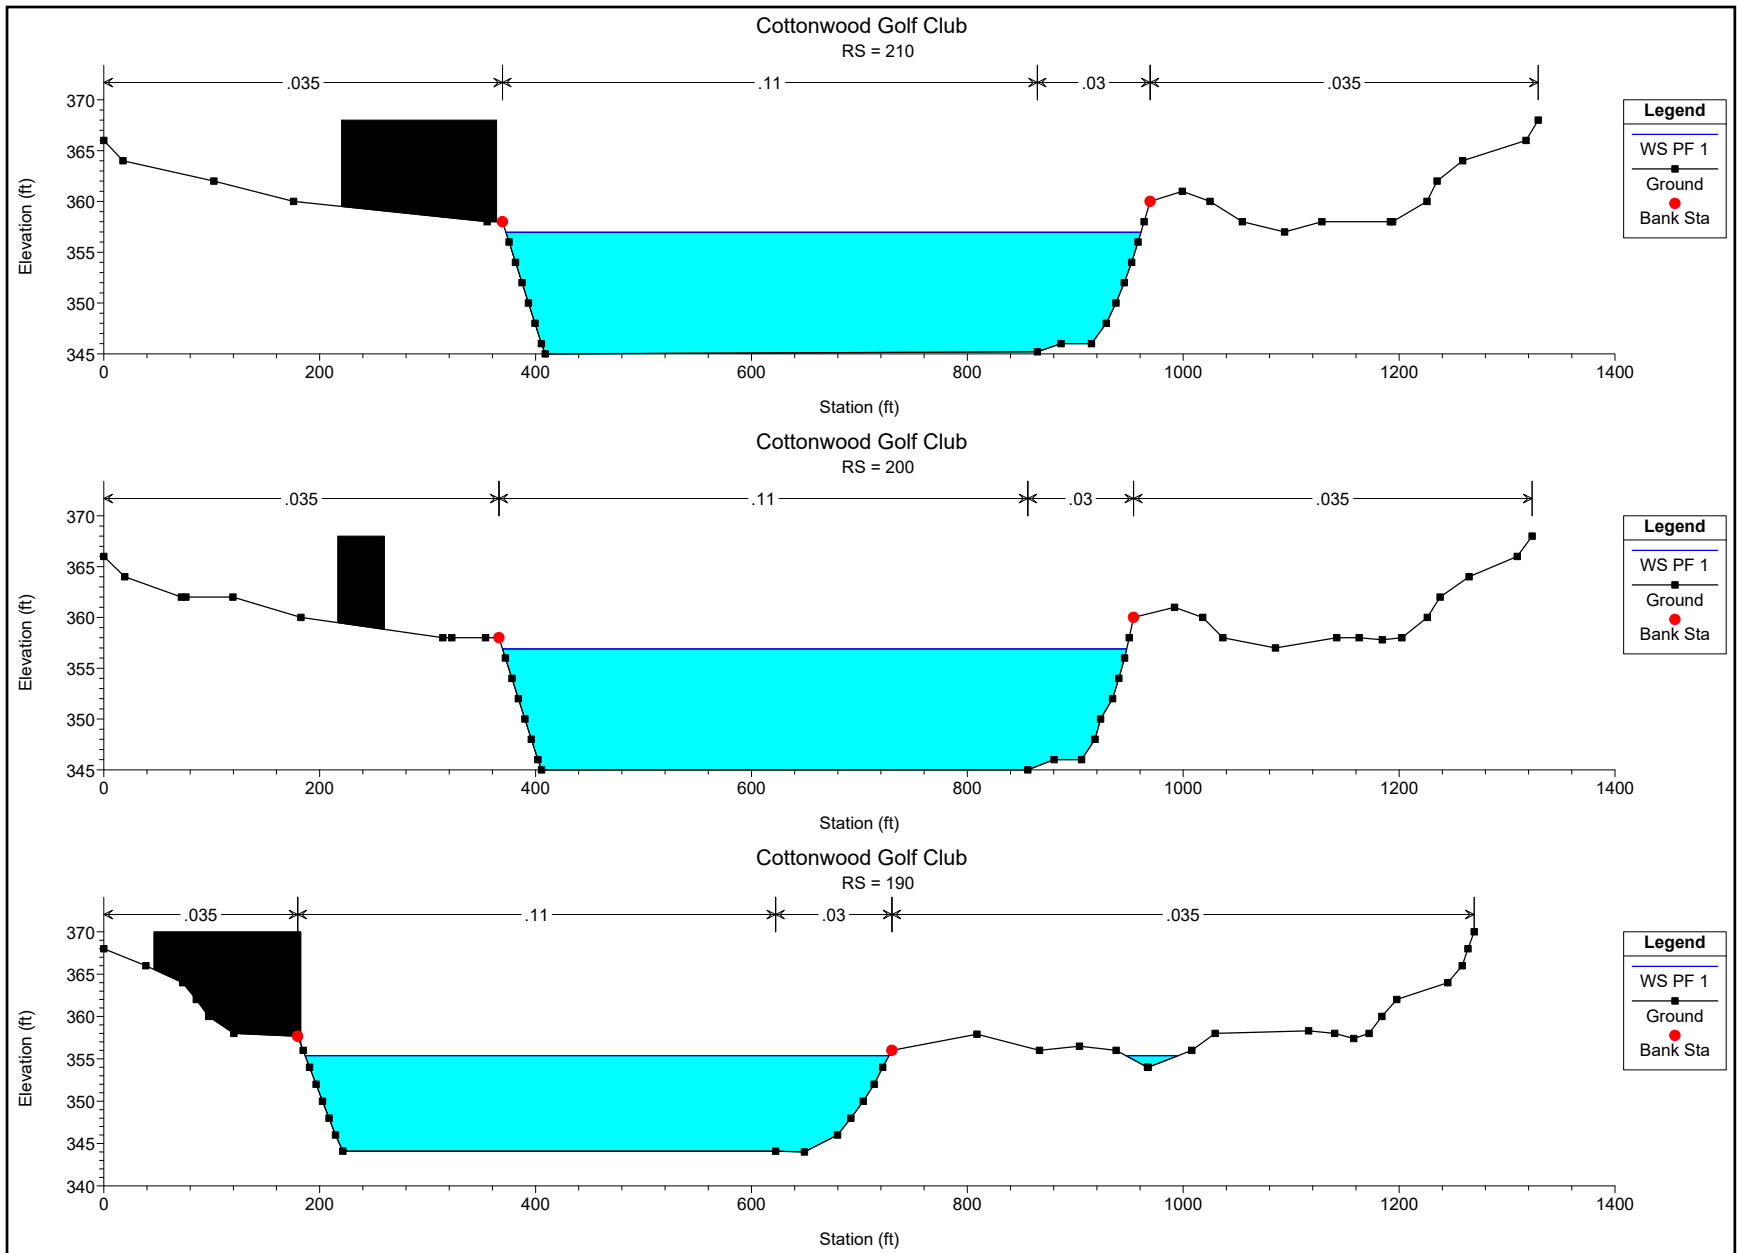 Cottonwood Golf Club
RS = 210
.035 .11 .03 .035
370
365
360
355
350
345
Elevation (ft)
0 200 400 600 800 1000 1200 1400
Station (ft)
Legend
WS PF 1
Ground
Bank Sta
Cottonwood Golf Club
RS = 200
.035 .11 .03 .035
370
365
360
355
350
345
Elevation (ft)
0 200 400 600 800 1000 1200 1400
Station (ft)
Legend
WS PF 1
Ground
Bank Sta
Cottonwood Golf Club
RS = 190
.035 .11 .03 .035
370
365
360
355
350
345
340
Elevation (ft)
0 200 400 600 800 1000 1200 1400
Station (ft)
Legend
WS PF 1
Ground
Bank Sta